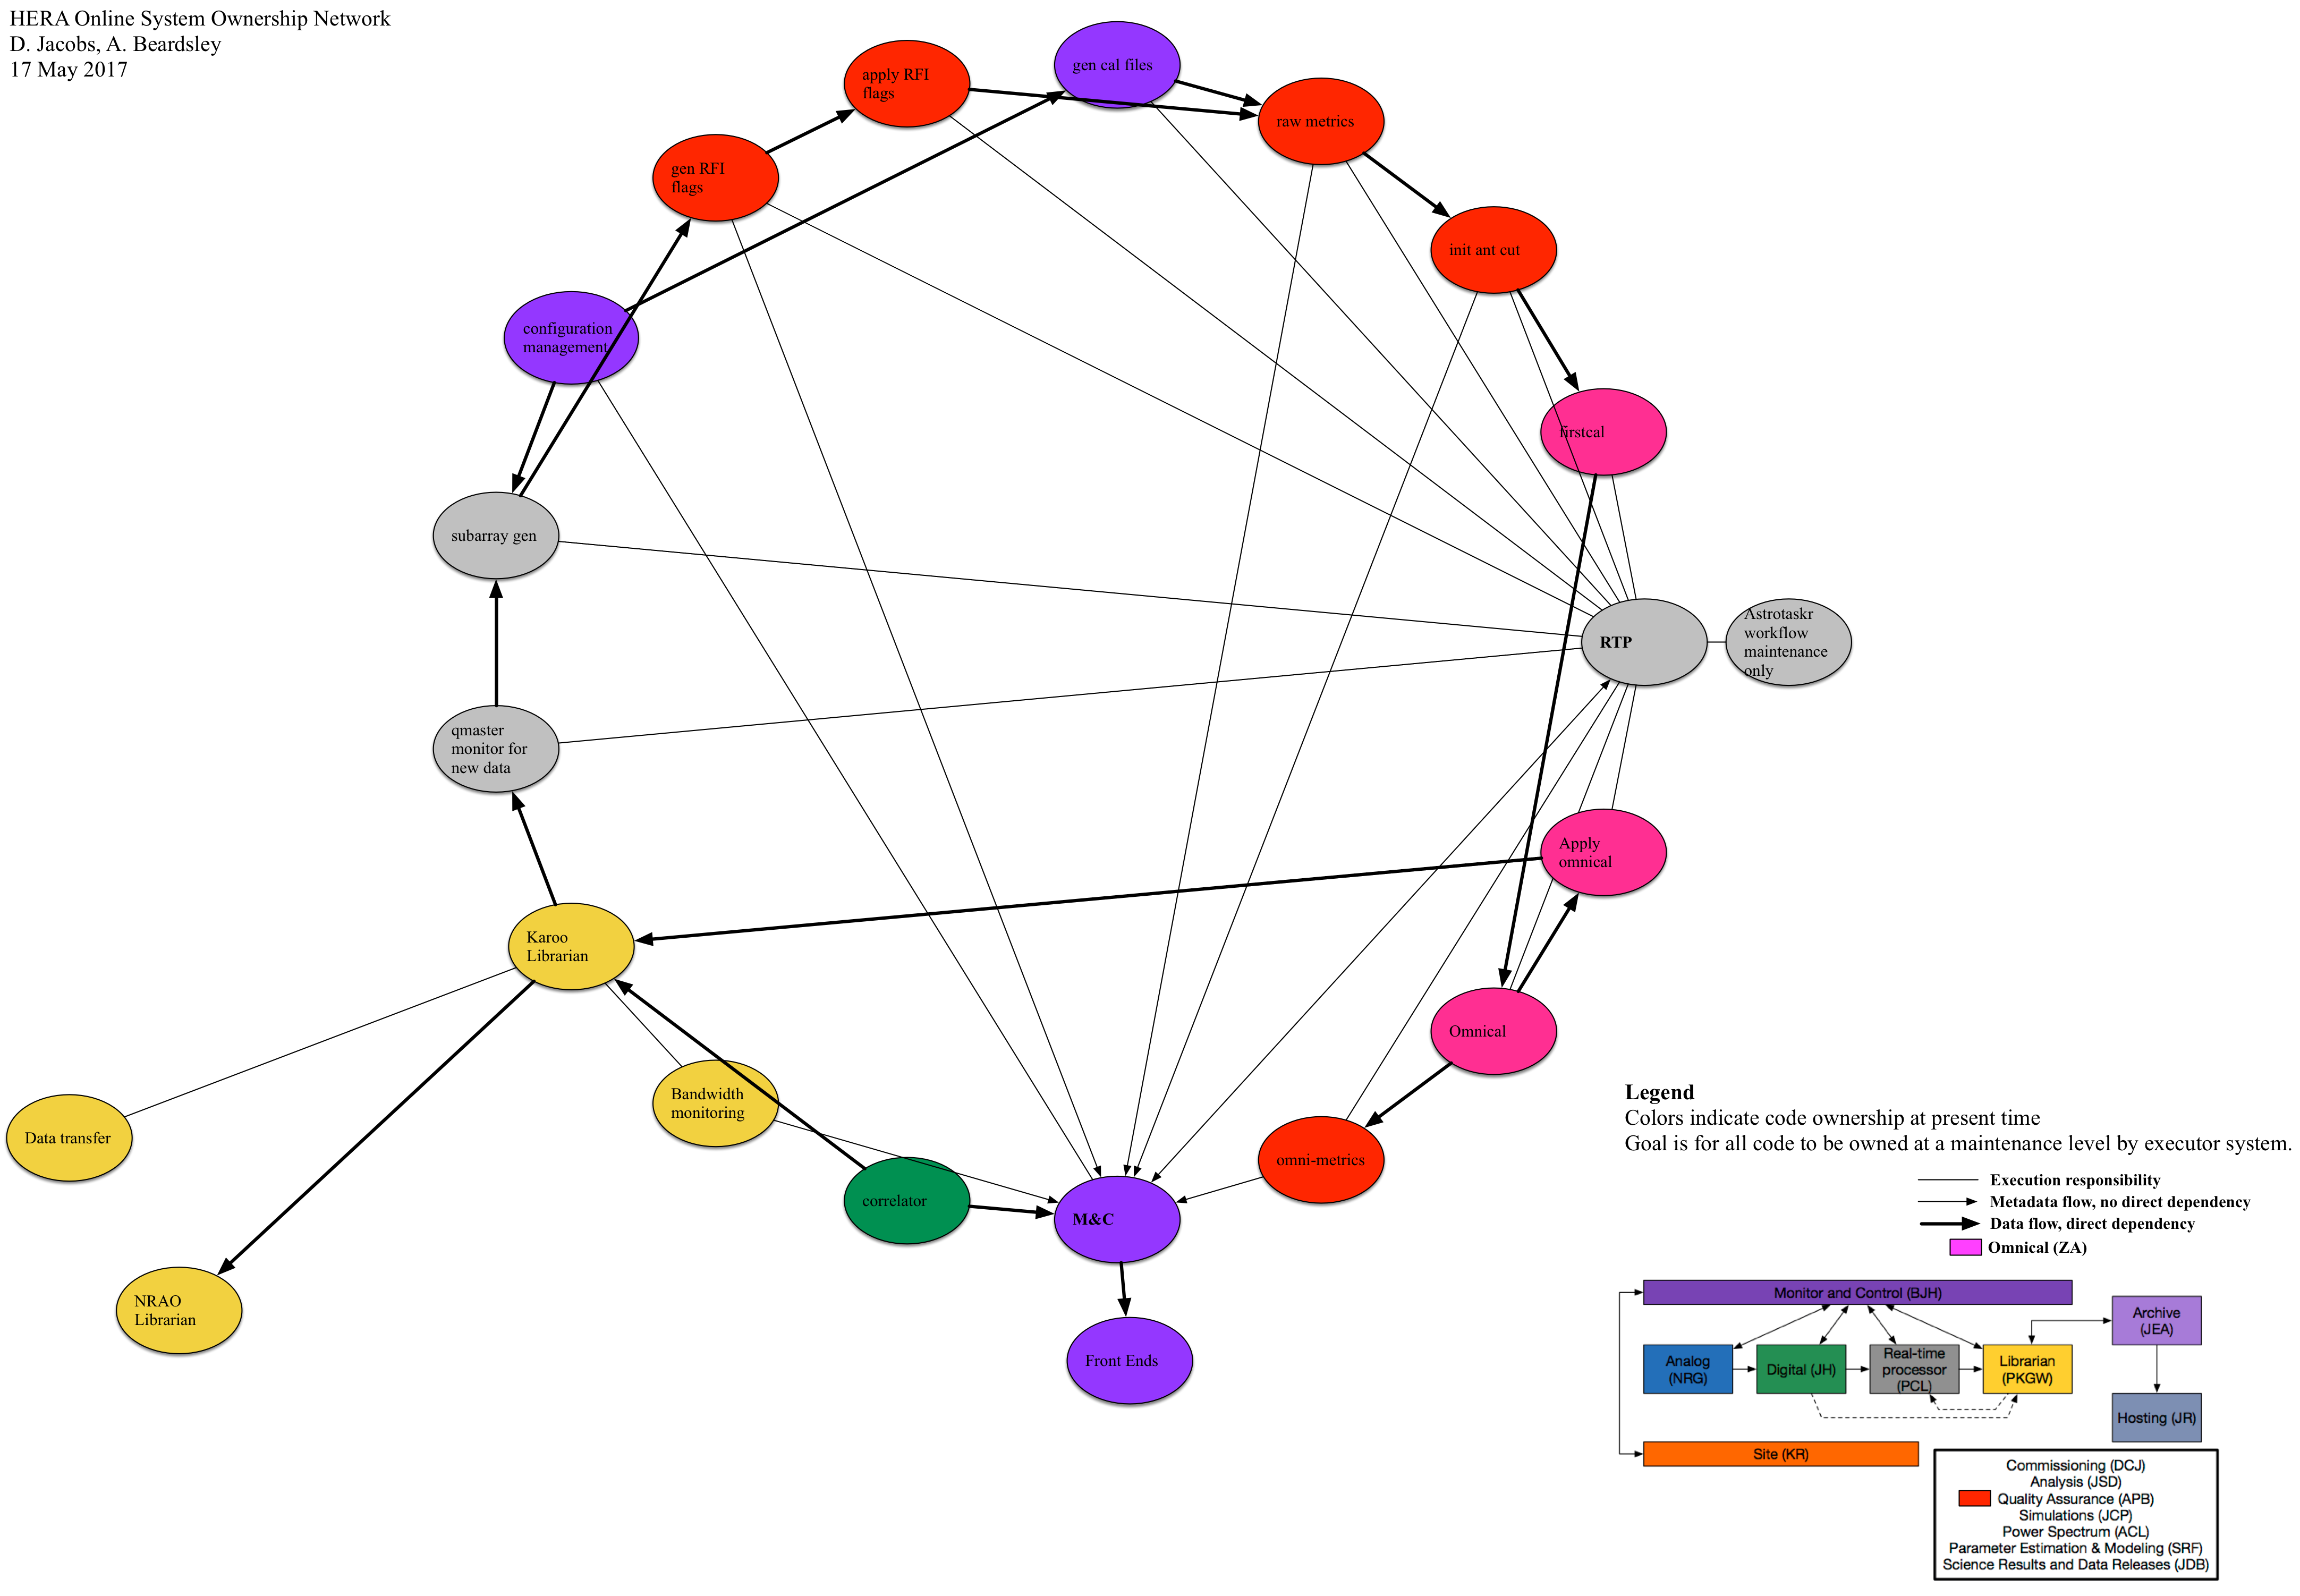 HERA Online System Ownership Network
D. Jacobs, A. Beardsley
17 May 2017
gen cal files
apply RFI
flags
raw metrics
gen RFI
flags
init ant cut
configuration
management
firstcal
subarray gen
RTP
Astrotaskr
workflow
maintenance
only
qmaster
monitor for
new data
Apply
omnical
Karoo
Librarian
Omnical
Bandwidth
monitoring
Data transfer
omni-metrics
correlator
M&C
NRAO
Librarian
Front Ends
Legend
Colors indicate code ownership at present time
Goal is for all code to be owned at a maintenance level by executor system.
Execution responsibility
Metadata flow, no direct dependency
Data flow, direct dependency
Omnical (ZA)
Monitor and Control (BJH)
Archive
(JEA)
Analog
(NRG)
Digital (JH)
Real-time
processor
(PCL)
Librarian
(PKGW)
Hosting (JR)
Site (KR)
Commissioning (DCJ)
Analysis (JSD)
Quality Assurance (APB)
Simulations (JCP)
Power Spectrum (ACL)
Parameter Estimation & Modeling (SRF)
Science Results and Data Releases (JDB)